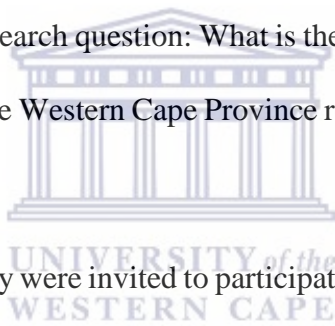 earch question: What is the
e Western Cape Province r
UNIVERSITY of the
y were invited to participat
WESTERN CAPE